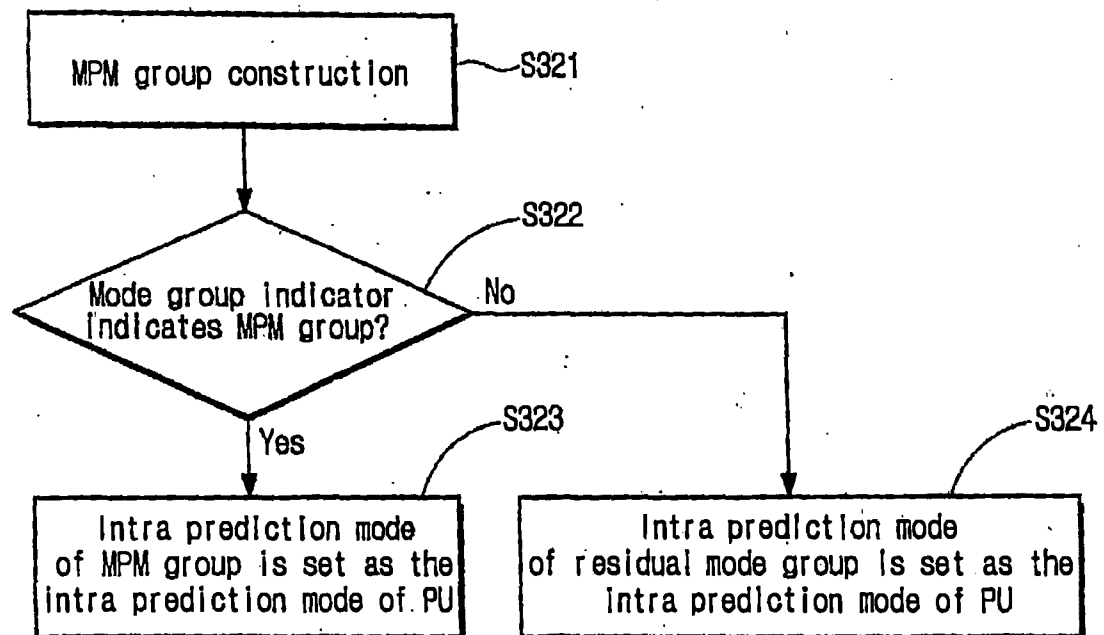 MPM group construction
S321
S322
Mode group indicator
indicates MPM group?
No
Yes
S323
S324
Intra prediction mode
of MPM group is set as the
intra prediction mode of PU
Intra prediction mode
of residual mode group is set as the
intra prediction mode of PU